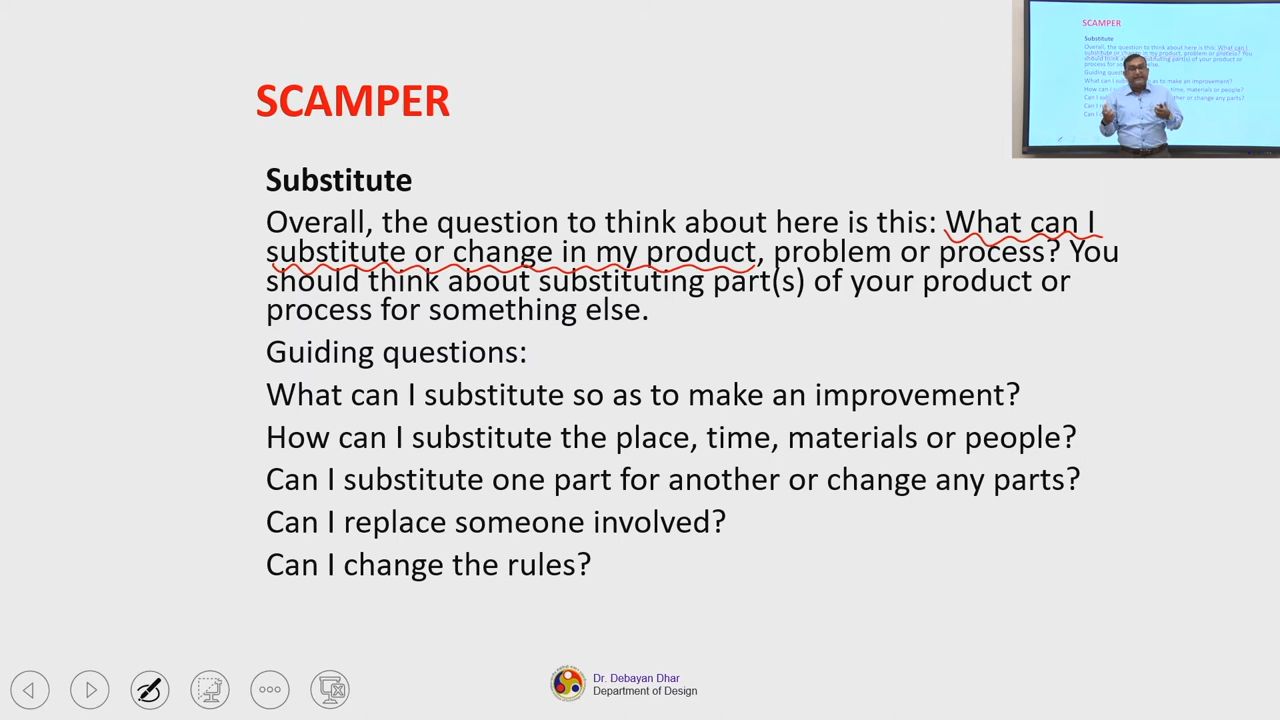 SCAMPER
SCAMPER
Substitute
Substitute
Overall, the question to think about here is this: What can I
substitute or change in my product, problem or process? You
should think about substituting part(s) of your product or
process for something else.
Guiding questions:
What can I substitute so as to make an improvement?
How can I substitute the place, time, materials or people?
Can I substitute one part for another or change any parts?
Can I replace someone involved?
Can I change the rules?
Dr. Debayan Dhar
Department of Design